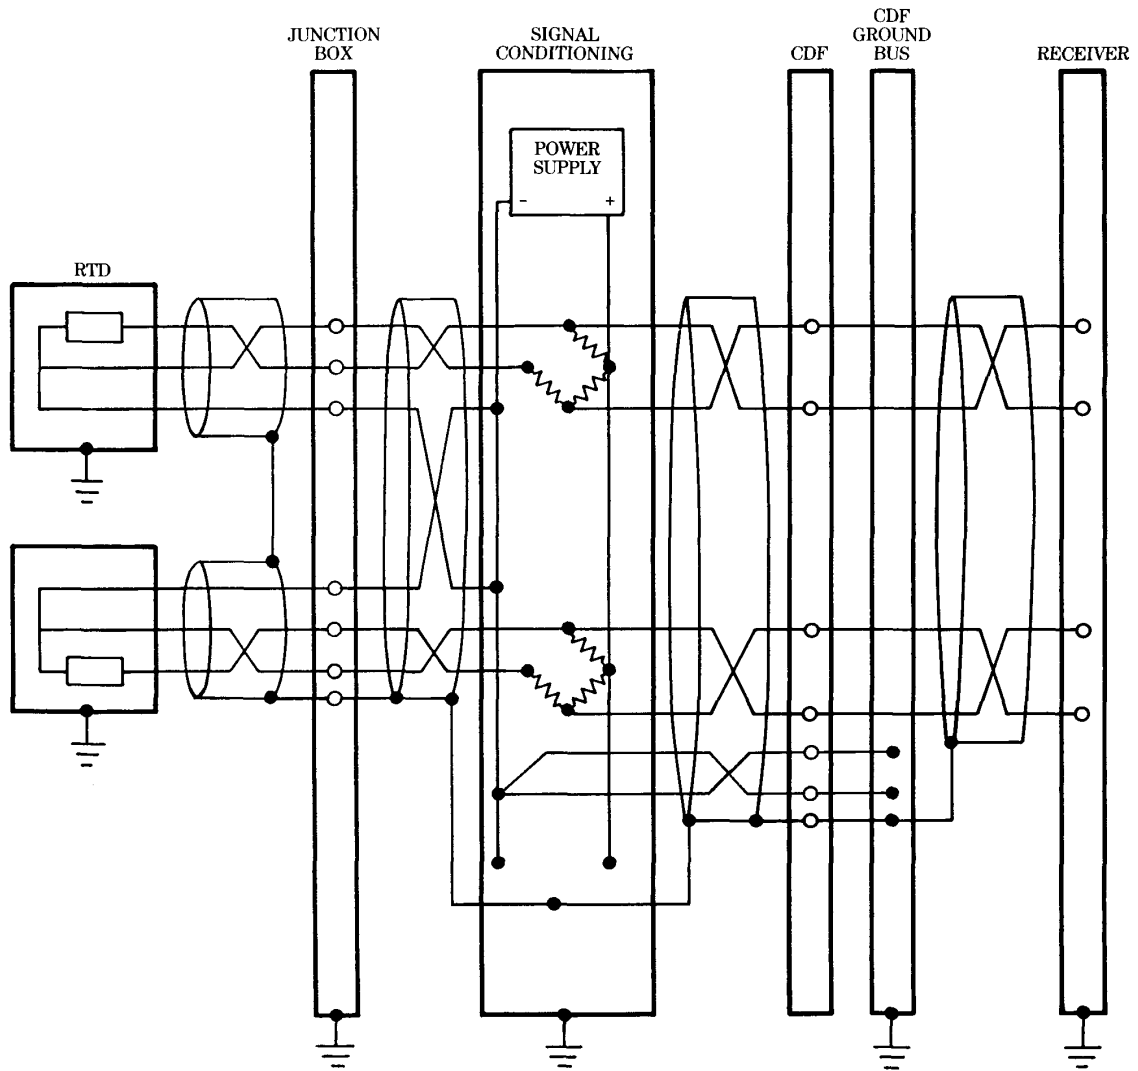 JUNCTION
BOX
SIGNAL
CONDITIONING
CDF
CDF
GROUND
BUS
RECEIVER
POWER
SUPPLY
- +
RTD